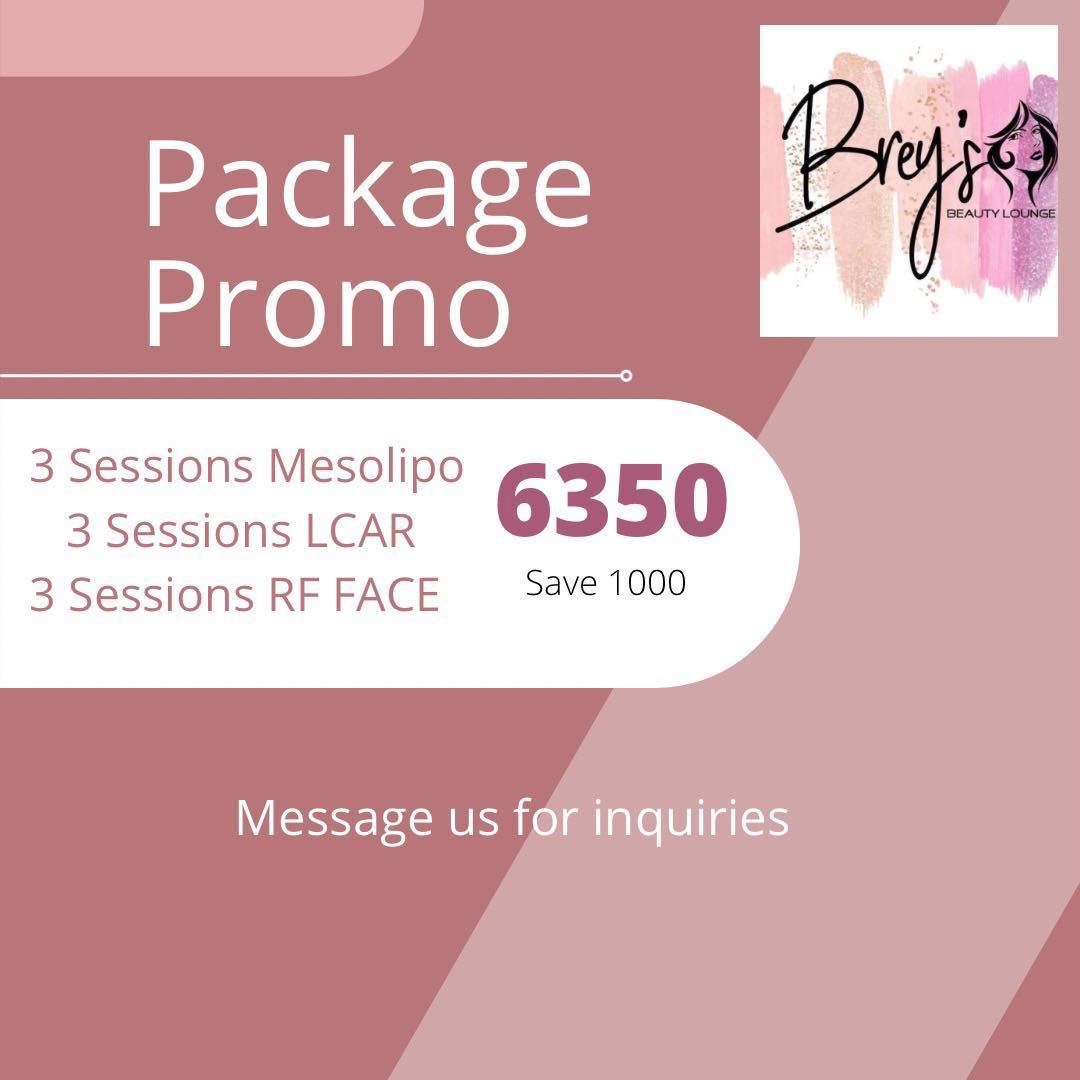 Brey's
BEAUTY LOUNGE
Package
Promo
3 Sessions Mesolipo
3 Sessions LCAR
3 Sessions RF FACE
6350
Save 1000
Message us for inquiries